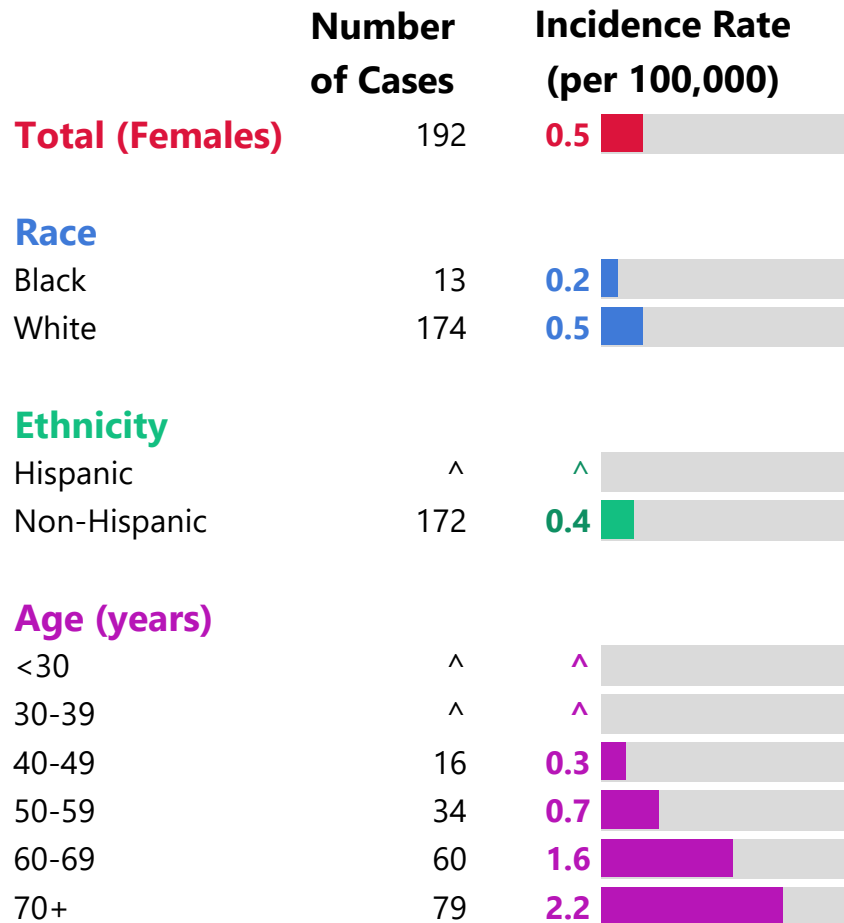 Number Incidence Rate
of Cases (per 100,000)
Total (Females) 192 0.5
Race
Black 13 0.2
White 174 0.5
Ethnicity
Hispanic ^ ^
Non-Hispanic 172 0.4
Age (years)
<30 ^ ^
30-39 ^ ^
40-49 16 0.3
50-59 34 0.7
60-69 60 1.6
70+ 79 2.2